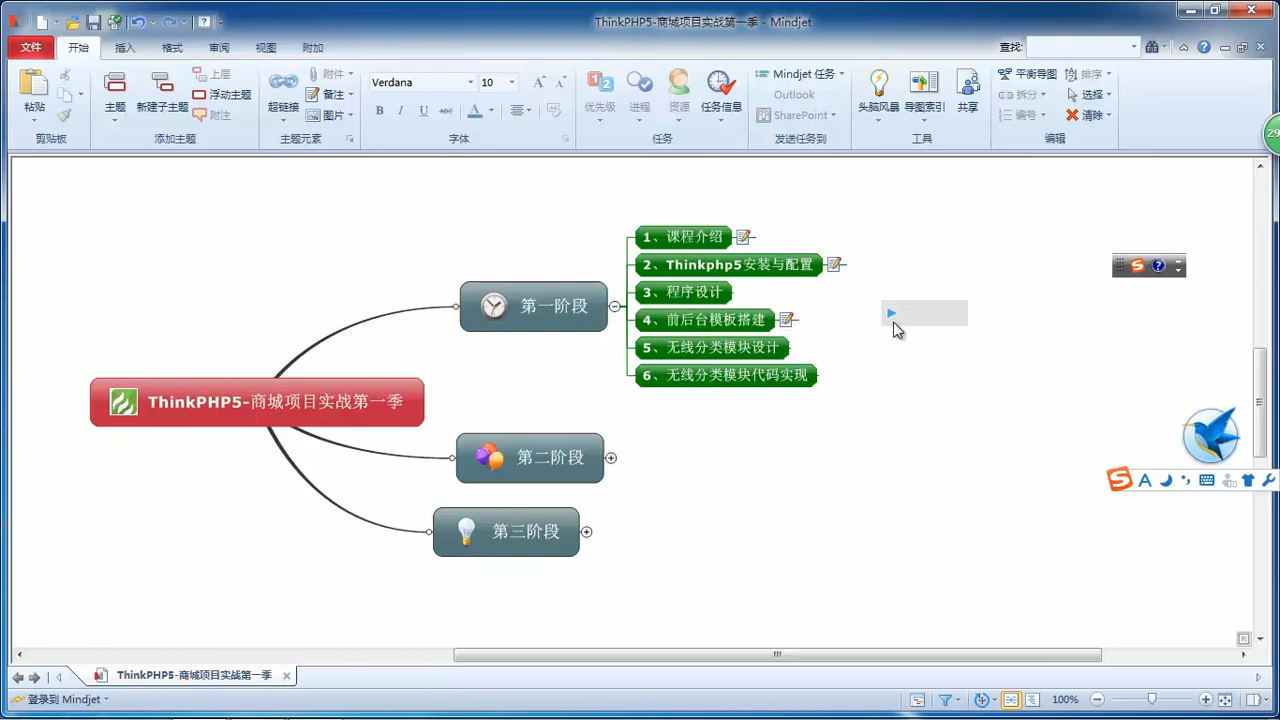 ThinkPHP5-商城项目实战第一季 - Mindjet
文件 开始 插入 格式 审阅 视图 附加 查找:
粘贴 主题 新建子主题 上层 浮动主题 附注 超链接 附件 备注 图片 Verdana 10 B I U abc A 优先级 进程 资源 任务信息 Mindjet 任务 Outlook SharePoint 头脑风暴 导图索引 共享 平衡导图 拆分 编号 排序 选择 清除
剪贴板 添加主题 主题元素 字体 任务 发送任务到 工具 编辑
29
1、课程介绍
2、Thinkphp5安装与配置
3、程序设计
第一阶段
4、前后台模板搭建
5、无线分类模块设计
6、无线分类模块代码实现
ThinkPHP5-商城项目实战第一季
第二阶段
第三阶段
ThinkPHP5-商城项目实战第一季
登录到 Mindjet 100%